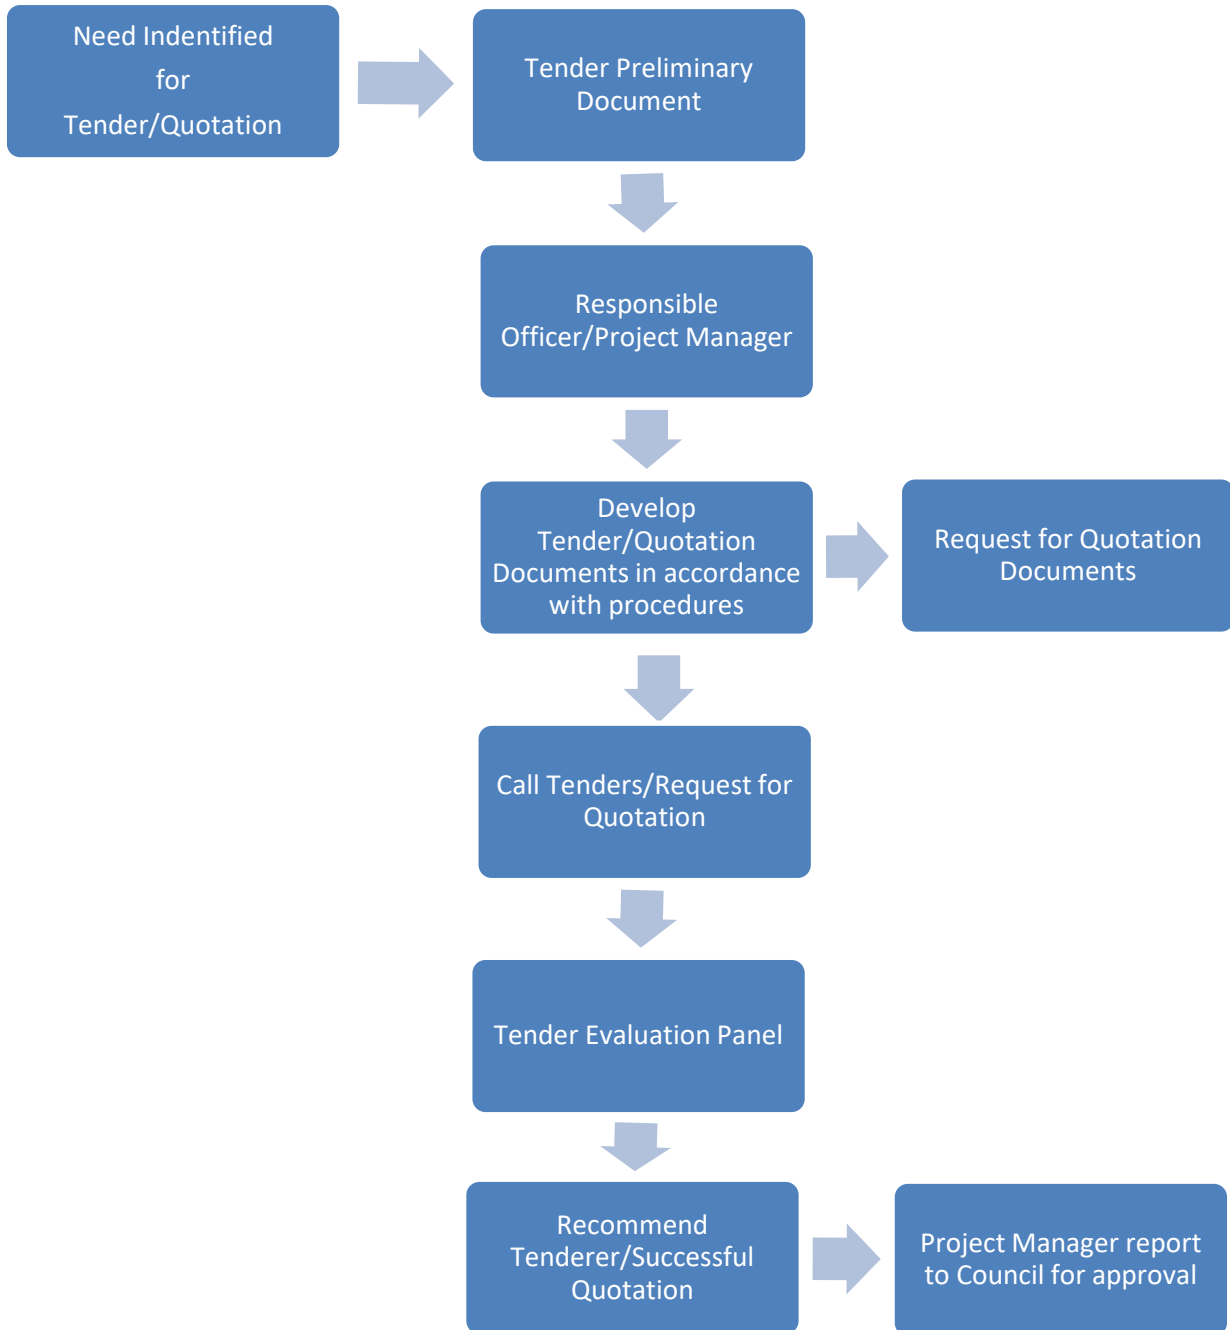 Need Indentified
for
Tender/Quotation
Tender Preliminary
Document
Responsible
Officer/Project Manager
Develop
Tender/Quotation
Documents in accordance
with procedures
Request for Quotation
Documents
Call Tenders/Request for
Quotation
Tender Evaluation Panel
Recommend
Tenderer/Successful
Quotation
Project Manager report
to Council for approval